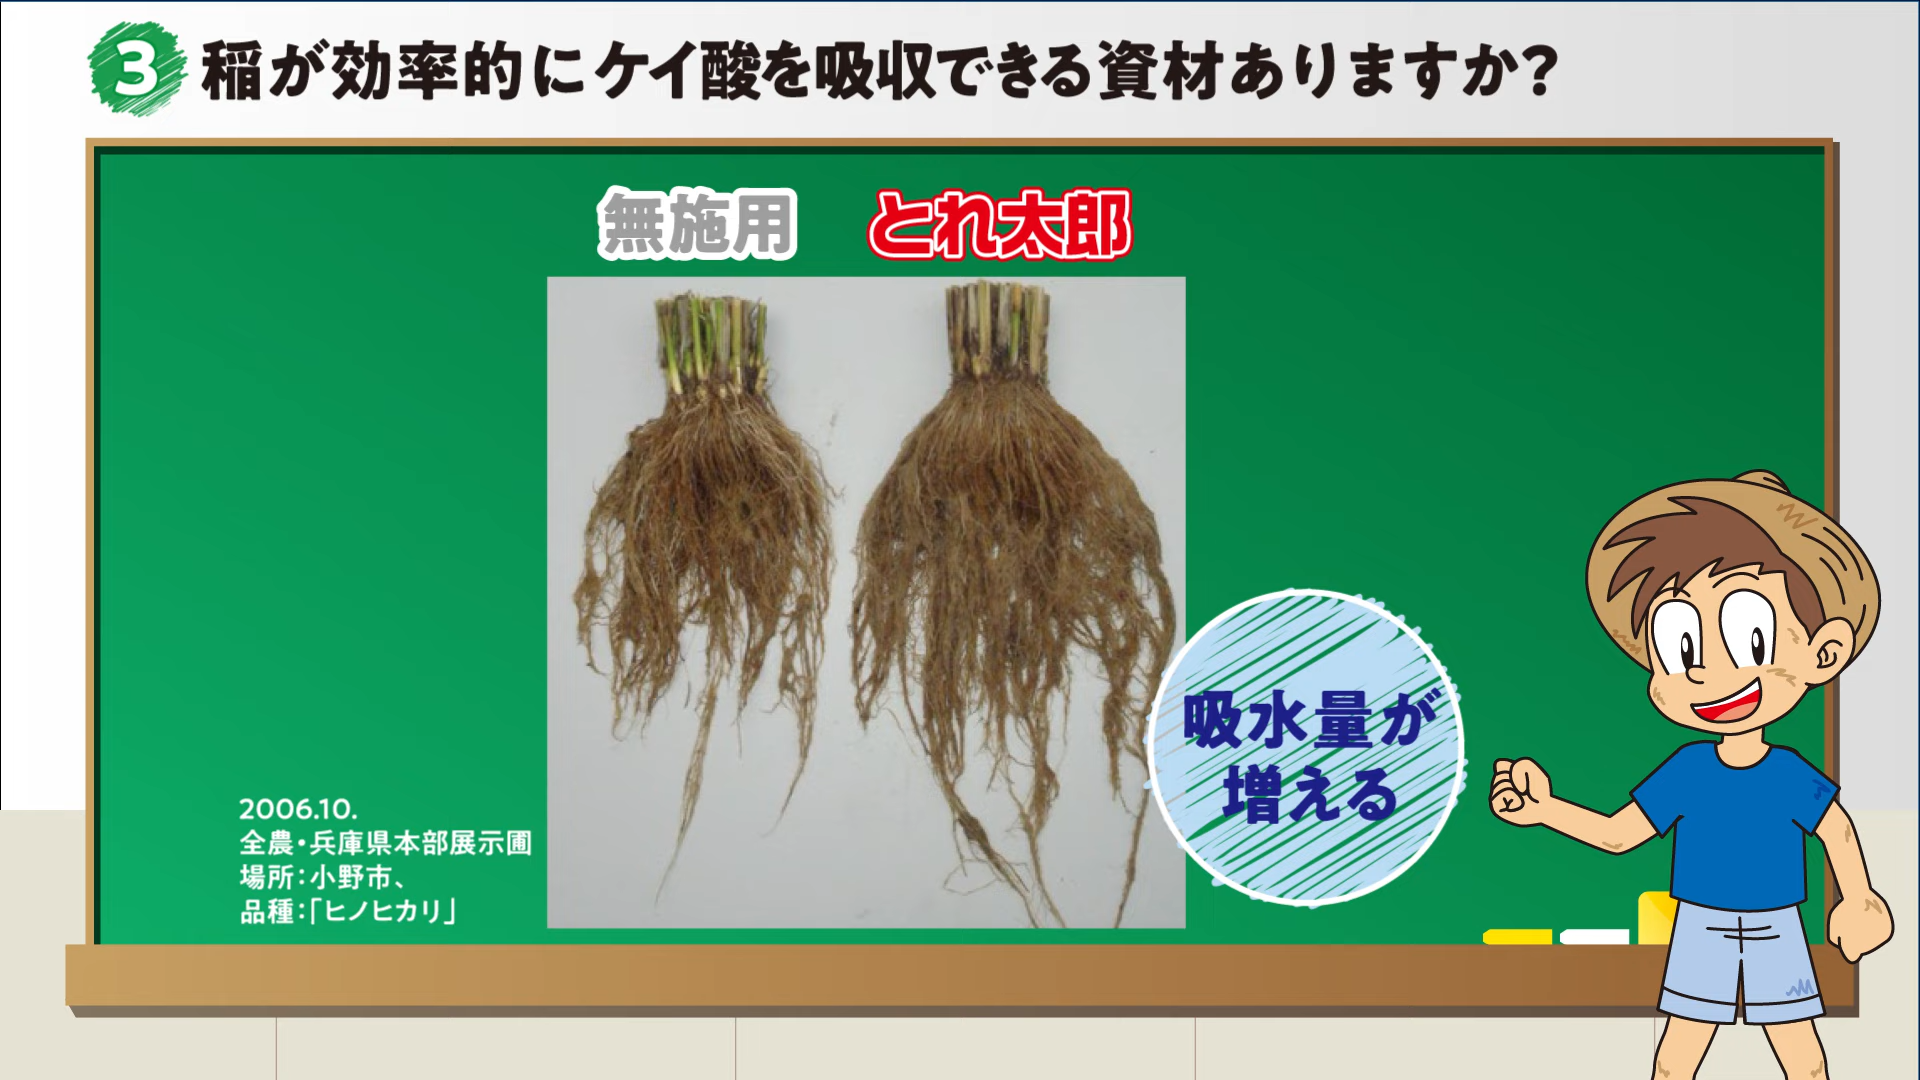 3 稲が効率的にケイ酸を吸収できる資材ありますか？
無施用 とれ太郎
吸水量が
増える
2006.10.
全農・兵庫県本部展示圃
場所：小野市、
品種：「ヒノヒカリ」